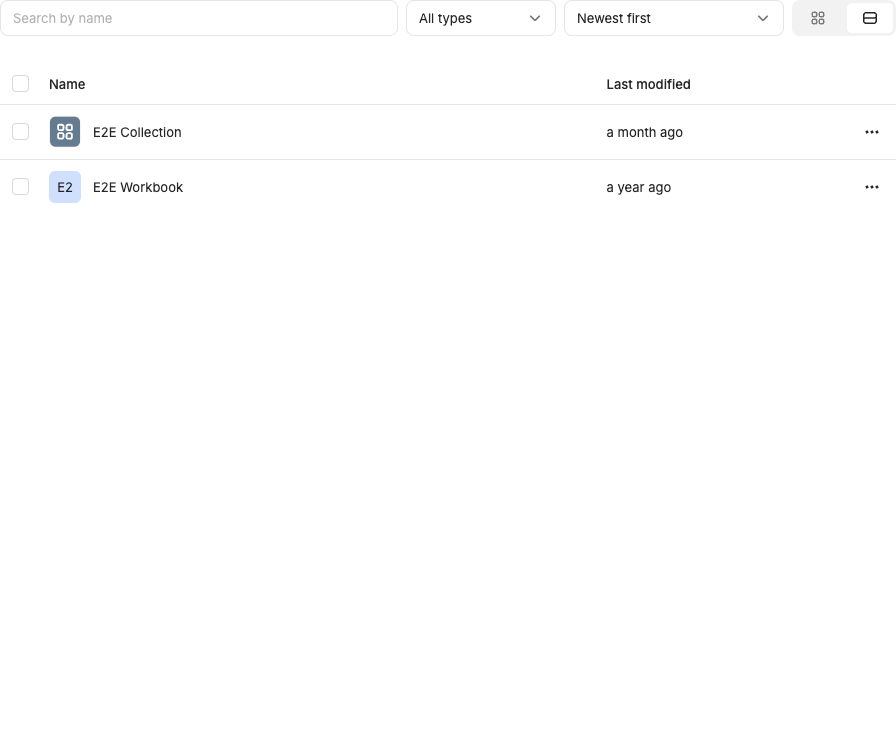 Search by name
All types
Newest first
Name
Last modified
E2E Collection
a month ago
E2
E2E Workbook
a year ago